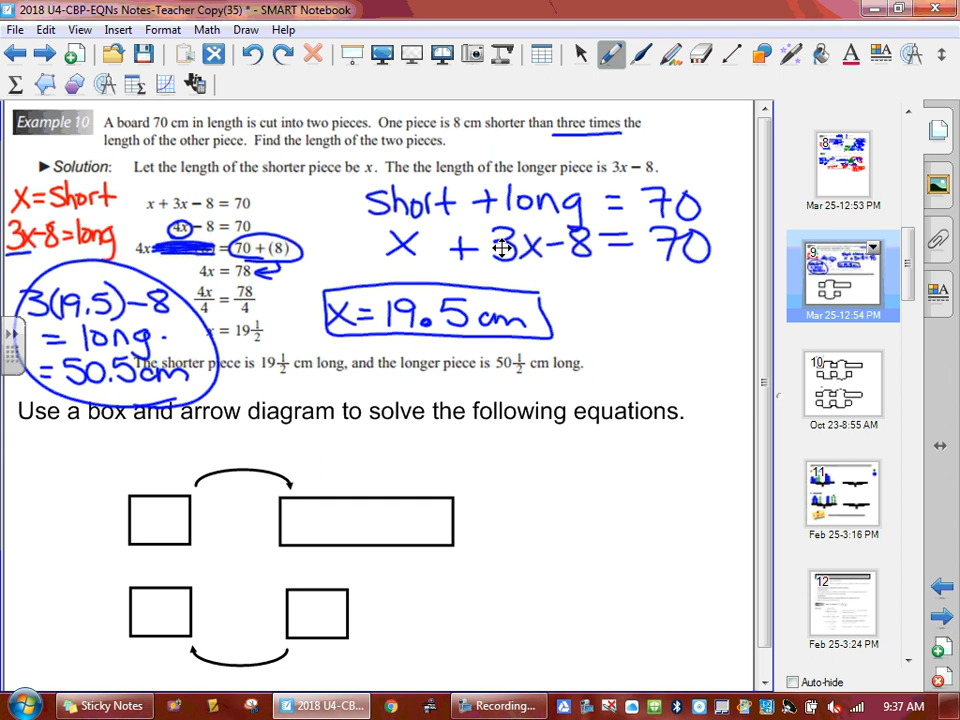 2018 U4-CBP-EQNs Notes-Teacher Copy(35) * - SMART Notebook
File Edit View Insert Format Math Draw Help
Example 10 A board 70 cm in length is cut into two pieces. One piece is 8 cm shorter than three times the
length of the other piece. Find the length of the two pieces.
►Solution: Let the length of the shorter piece be x. The the length of the longer piece is 3x – 8.
x = Short
3x-8 = long
x + 3x – 8 = 70
4x – 8 = 70
4x = 70 + (8)
4x = 78
4x/4 = 78/4
= 19 1/2
short + long = 70
x + 3x - 8 = 70
x = 19.5 cm
3(19.5) - 8
= long.
= 50.5 cm
The shorter piece is 19 1/2 cm long, and the longer piece is 50 1/2 cm long.
Use a box and arrow diagram to solve the following equations.
8
Mar 25-12:53 PM
9
Mar 25-12:54 PM
10
Oct 23-8:55 AM
11
Feb 25-3:16 PM
12
Feb 25-3:24 PM
Auto-hide
Sticky Notes
2018 U4-CB...
Recording...
9:37 AM